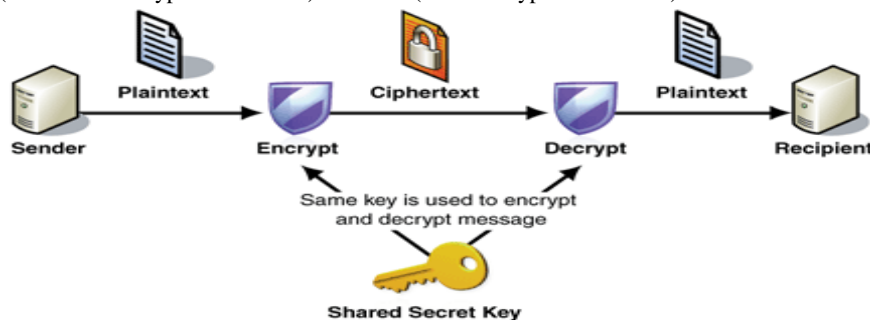 Plaintext
Ciphertext
Plaintext
Sender
Encrypt
Decrypt
Recipient
Same key is used to encrypt
and decrypt message
Shared Secret Key